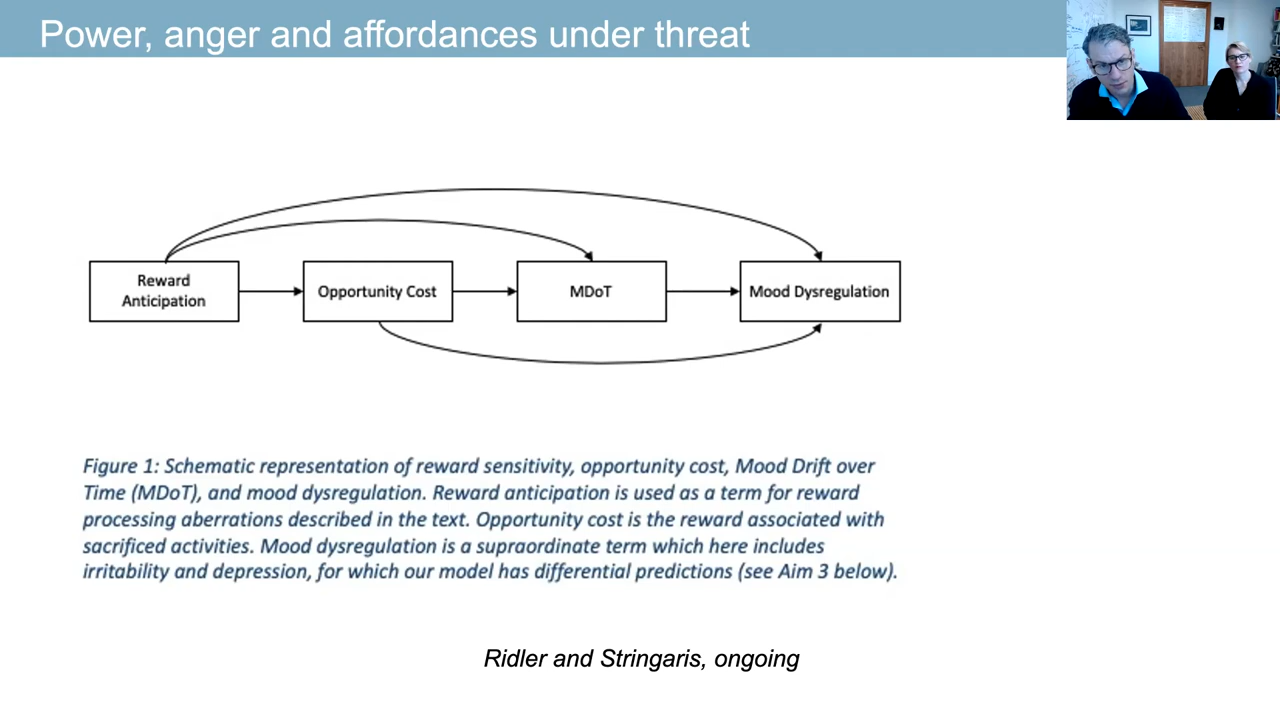 Power, anger and affordances under threat
Reward
Anticipation
Opportunity Cost
MDoT
Mood Dysregulation
Figure 1: Schematic representation of reward sensitivity, opportunity cost, Mood Drift over
Time (MDoT), and mood dysregulation. Reward anticipation is used as a term for reward
processing aberrations described in the text. Opportunity cost is the reward associated with
sacrificed activities. Mood dysregulation is a supraordinate term which here includes
irritability and depression, for which our model has differential predictions (see Aim 3 below).
Ridler and Stringaris, ongoing